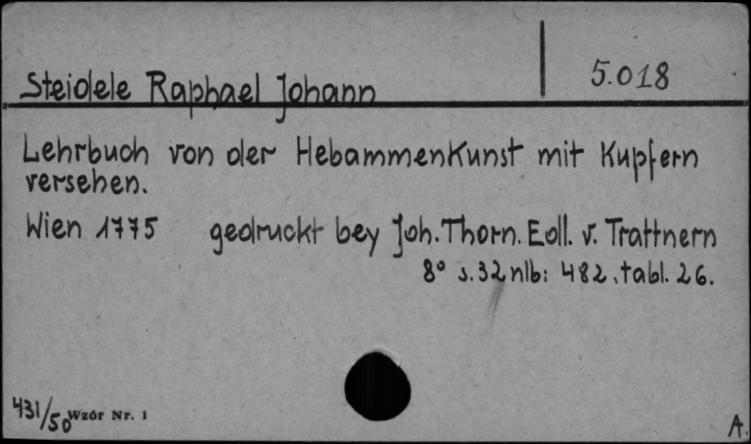 Steidele Raphael Johann
5.018
Lehrbuch von der Hebammenkunst mit Kupfern
versehen.
Wien 1775 gedruckt bey Joh. Thorn. Edl. v. Trattnern
8° s. 32 nlb: 482. tabl. 26.
431/50 Wzór Nr. 1
A.